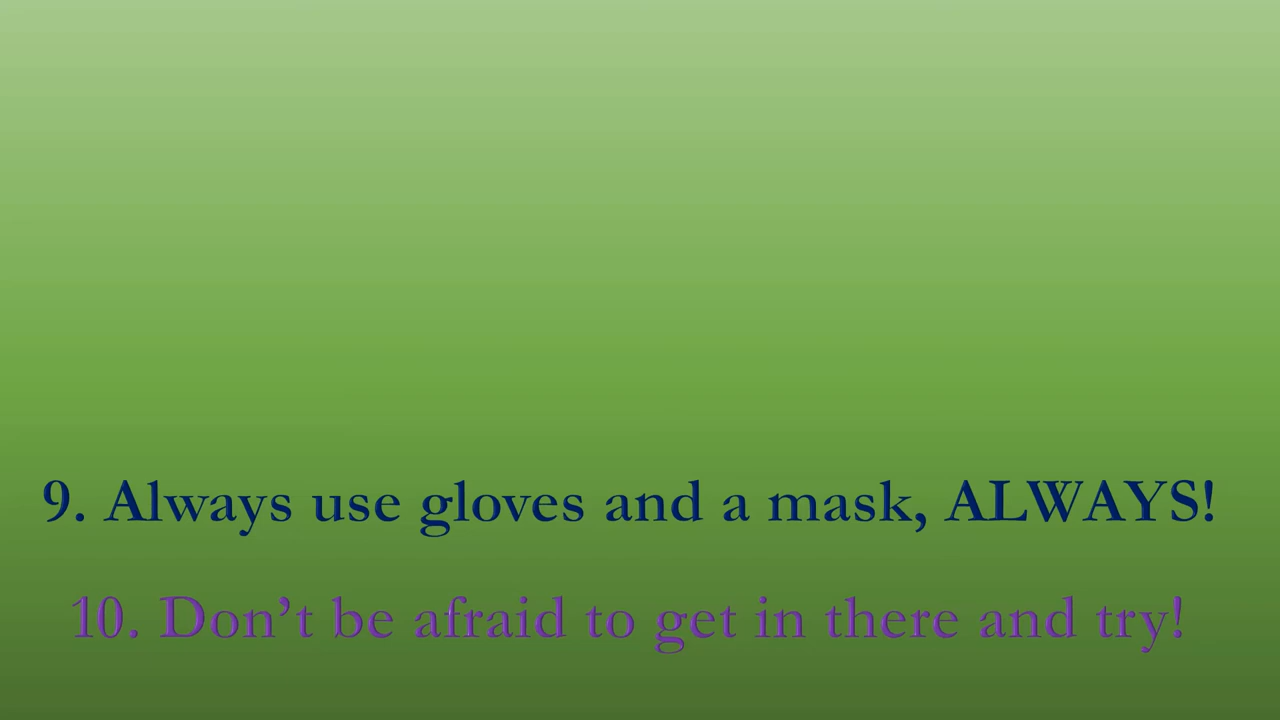 9. Always use gloves and a mask, ALWAYS!
10. Don’t be afraid to get in there and try!